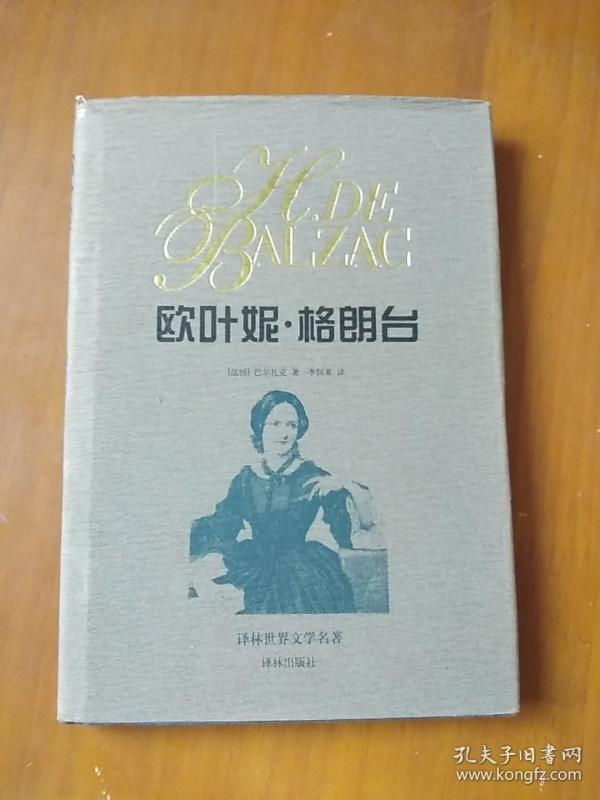 H. DE
BALZAC
欧叶妮·格朗台
[法国] 巴尔扎克 著 李恒基 译
译林世界文学名著
译林出版社
孔夫子旧书网
www.kongfz.com